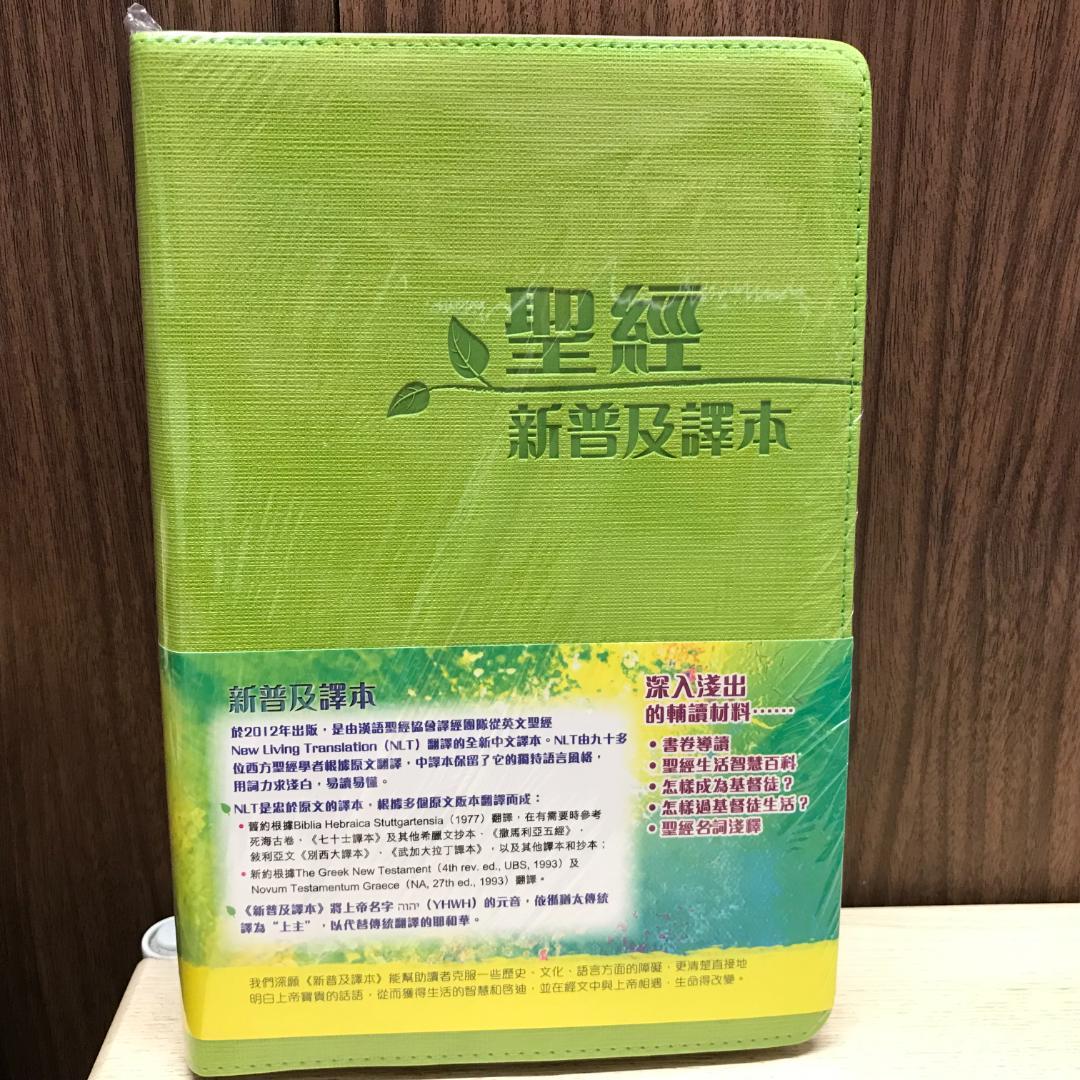 聖經
新普及譯本
新普及譯本
於2012年出版，是由漢語聖經協會譯經團隊從英文聖經
New Living Translation（NLT）翻譯的全新中文譯本。NLT由九十多
位西方聖經學者根據原文翻譯，中譯本保留了它的獨特語言風格，
用詞力求淺白，易讀易懂。
NLT是忠於原文的譯本，根據多個原文版本翻譯而成：
• 舊約根據Biblia Hebraica Stuttgartensia（1977）翻譯，在有需要時參考
死海古卷、《七十士譯本》及其他希臘文抄本、《撒馬利亞五經》、
敍利亞文《別西大譯本》、《武加大拉丁譯本》，以及其他譯本和抄本；
• 新約根據The Greek New Testament（4th rev. ed., UBS, 1993）及
Novum Testamentum Graece（NA, 27th ed., 1993）翻譯。
《新普及譯本》將上帝名字 יהוה（YHWH）的元音，依循猶太傳統
譯為“上主”，以代替傳統翻譯的耶和華。
深入淺出
的輔讀材料……
• 書卷導讀
• 聖經生活智慧百科
• 怎樣成為基督徒？
• 怎樣過基督徒生活？
• 聖經名詞淺釋
我們深願《新普及譯本》能幫助讀者克服一些歷史、文化、語言方面的障礙，更清楚直接地
明白上帝寶貴的話語，從而獲得生活的智慧和啓迪，並在經文中與上帝相遇，生命得改變。